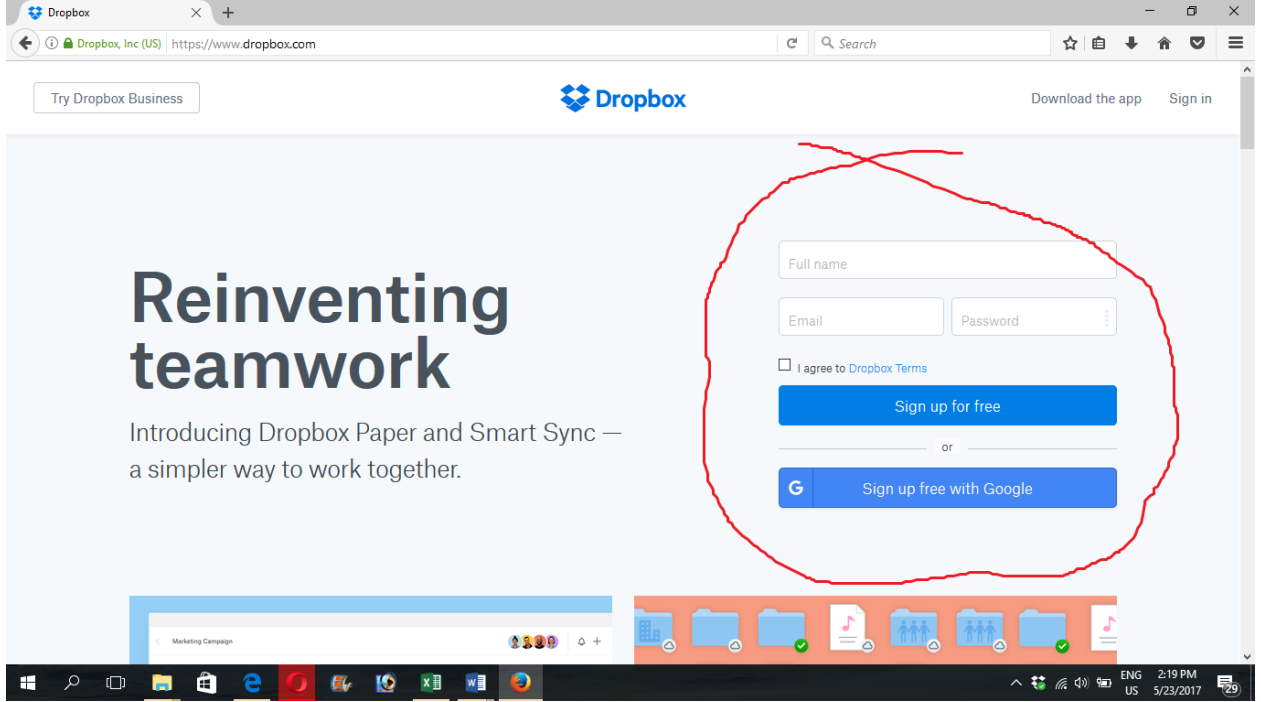 Dropbox
Dropbox, Inc (US) https://www.dropbox.com Search
Try Dropbox Business Dropbox Download the app Sign in
Full name
Reinventing
teamwork
Email Password
I agree to Dropbox Terms
Sign up for free
Introducing Dropbox Paper and Smart Sync —
a simpler way to work together.
or
G Sign up free with Google
Marketing Campaign
ENG 2:19 PM
US 5/23/2017 29